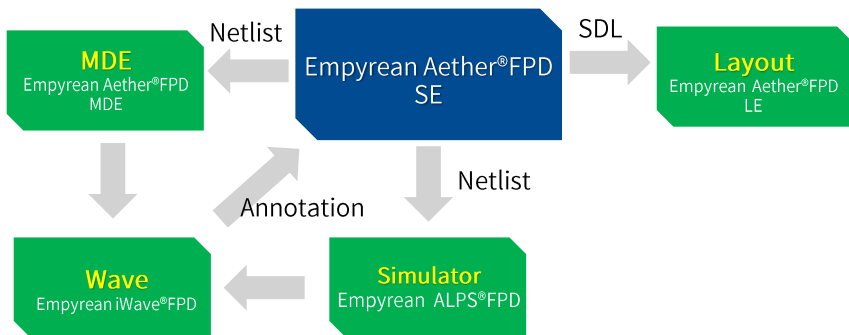 Netlist
SDL
MDE
Empyrean Aether®FPD
MDE
Empyrean Aether®FPD
SE
Layout
Empyrean Aether®FPD
LE
Annotation
Netlist
Wave
Empyrean iWave®FPD
Simulator
Empyrean ALPS®FPD